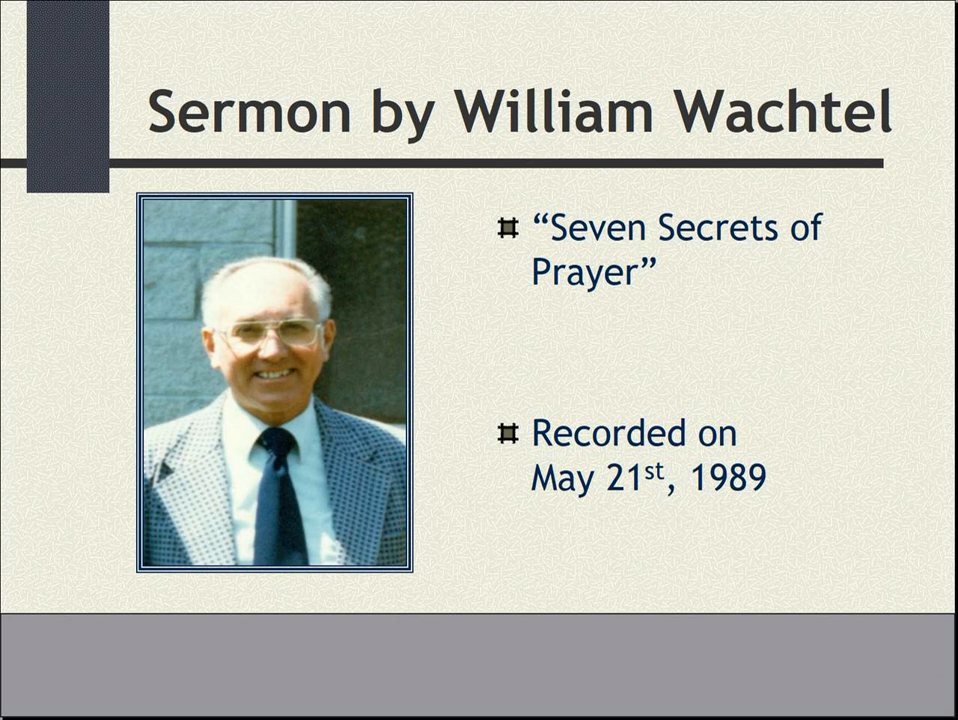 Sermon by William Wachtel
“Seven Secrets of
Prayer”
Recorded on
May 21st, 1989